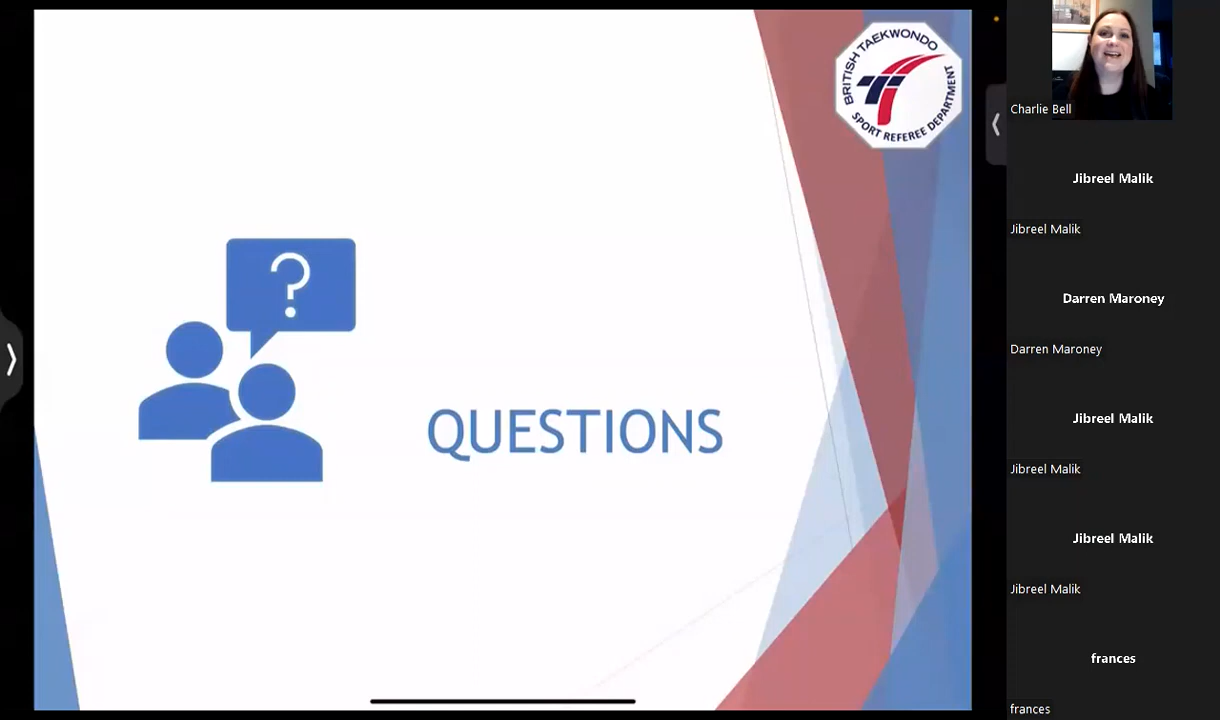 BRITISH TAEKWONDO
SPORT REFEREE DEPARTMENT
?
QUESTIONS
Charlie Bell
Jibreel Malik
Jibreel Malik
Darren Maroney
Darren Maroney
Jibreel Malik
Jibreel Malik
Jibreel Malik
Jibreel Malik
frances
frances